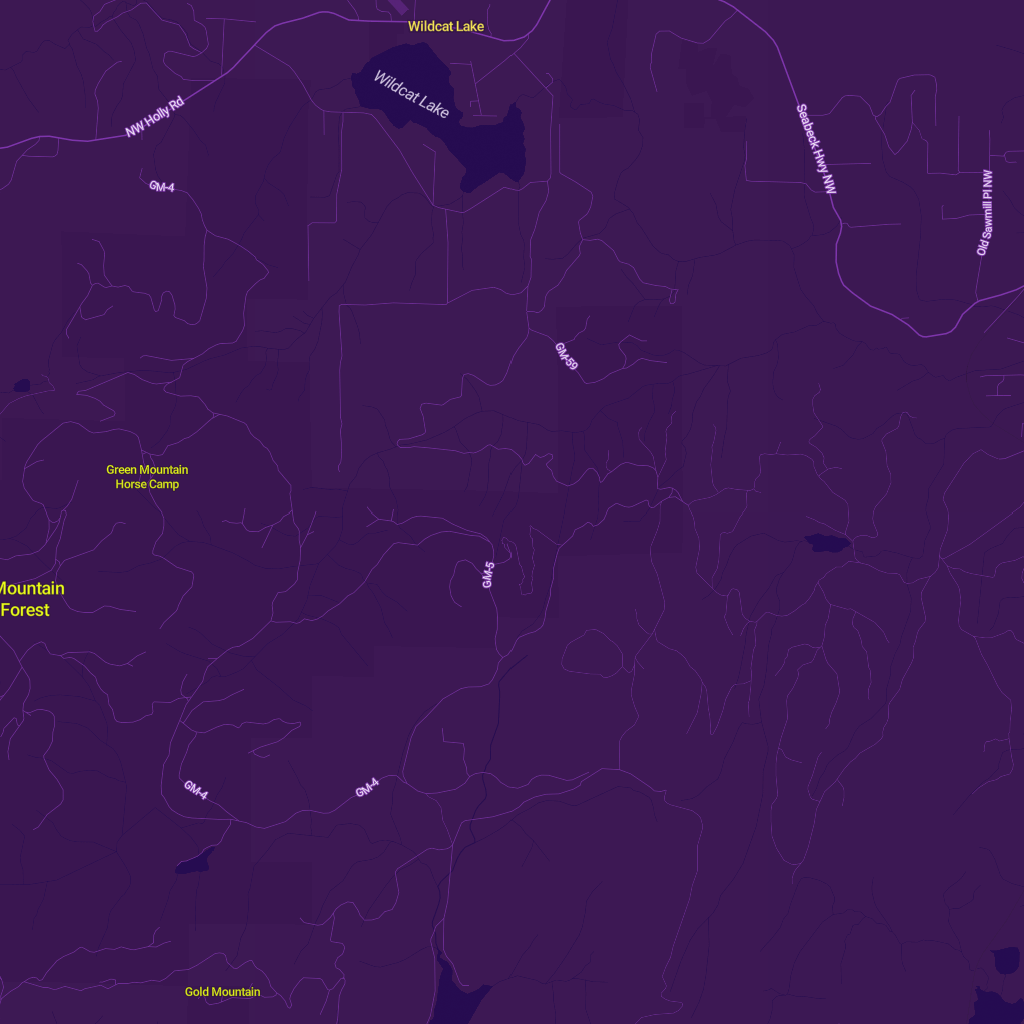 Wildcat Lake
Wildcat Lake
NW Holly Rd
Seabeck Hwy NW
GM-4
Old Sawmill Pl NW
GM-59
Green Mountain
Horse Camp
GM-5
Mountain
Forest
GM-4
GM-4
Gold Mountain